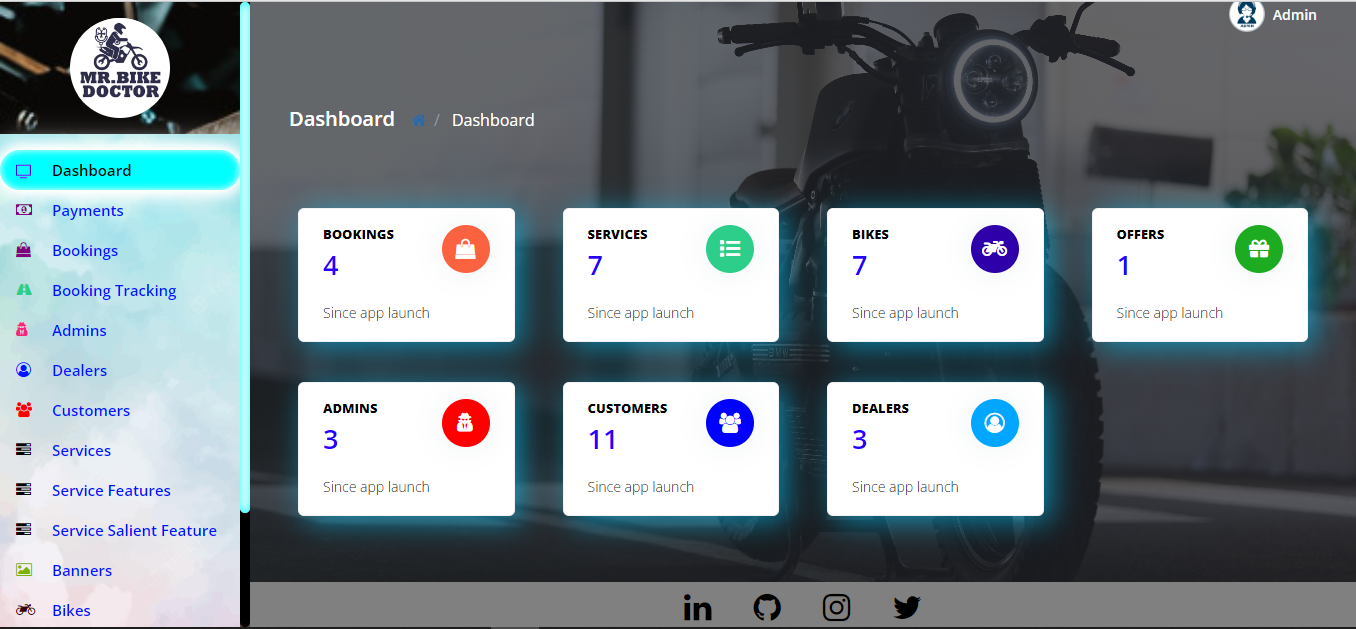 MR.BIKE
DOCTOR
Admin
Dashboard / Dashboard
Dashboard
Payments
Bookings
Booking Tracking
Admins
Dealers
Customers
Services
Service Features
Service Salient Feature
Banners
Bikes
BOOKINGS
4
Since app launch
SERVICES
7
Since app launch
BIKES
7
Since app launch
OFFERS
1
Since app launch
ADMINS
3
Since app launch
CUSTOMERS
11
Since app launch
DEALERS
3
Since app launch
in